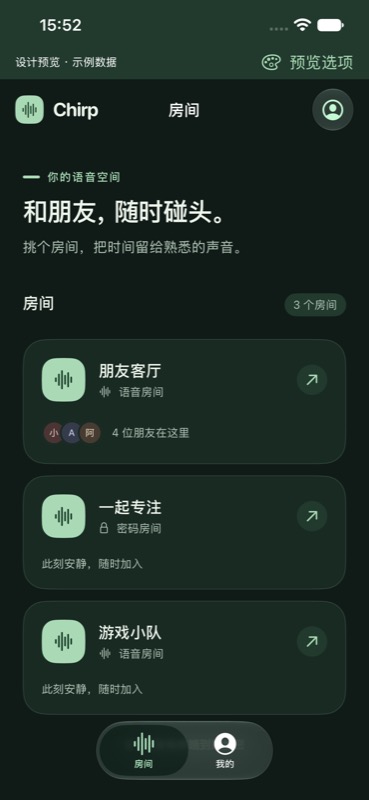 15:52
设计预览 · 示例数据
预览选项
Chirp
房间
你的语音空间
和朋友，随时碰头。
挑个房间，把时间留给熟悉的声音。
房间
3 个房间
朋友客厅
语音房间
小 A 阿
4 位朋友在这里
一起专注
密码房间
此刻安静，随时加入
游戏小队
语音房间
此刻安静，随时加入
房间
我的